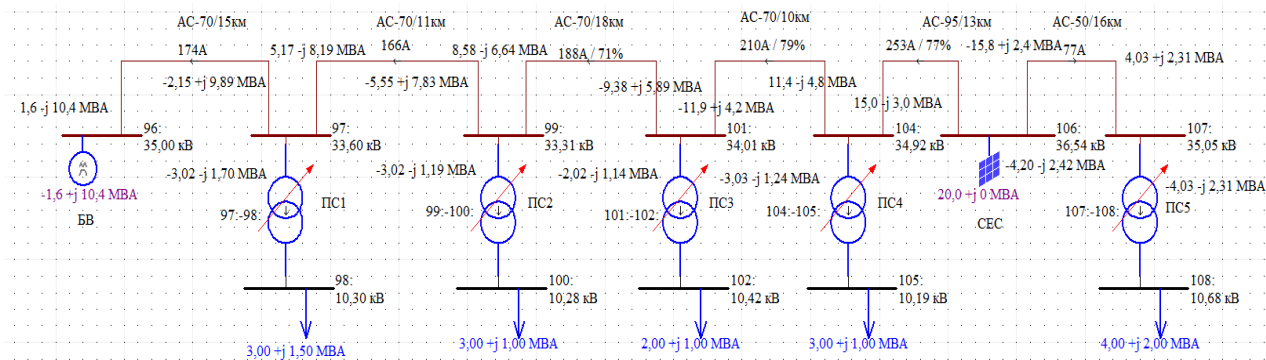 АС-70/15км
АС-70/11км
АС-70/18км
АС-70/10км
АС-95/13км
АС-50/16км
174А
5,17 -j 8,19 МВА
166А
8,58 -j 6,64 МВА
188А / 71%
210А / 79%
253А / 77%
-15,8 +j 2,4 МВА
77А
4,03 +j 2,31 МВА
-2,15 +j 9,89 МВА
-5,55 +j 7,83 МВА
-9,38 +j 5,89 МВА
11,4 -j 4,8 МВА
1,6 -j 10,4 МВА
-11,9 +j 4,2 МВА
15,0 -j 3,0 МВА
96:
35,00 кВ
97:
33,60 кВ
99:
33,31 кВ
101:
34,01 кВ
104:
34,92 кВ
106:
36,54 кВ
107:
35,05 кВ
-3,02 -j 1,70 МВА
-3,02 -j 1,19 МВА
-2,02 -j 1,14 МВА
-3,03 -j 1,24 МВА
-4,20 -j 2,42 МВА
-4,03 -j 2,31 МВА
-1,6 +j 10,4 МВА
БВ
20,0 +j 0 МВА
СЕС
97:-98:
ПС1
99:-100:
ПС2
101:-102:
ПС3
104:-105:
ПС4
107:-108:
ПС5
98:
10,30 кВ
100:
10,28 кВ
102:
10,42 кВ
105:
10,19 кВ
108:
10,68 кВ
3,00 +j 1,50 МВА
3,00 +j 1,00 МВА
2,00 +j 1,00 МВА
3,00 +j 1,00 МВА
4,00 +j 2,00 МВА